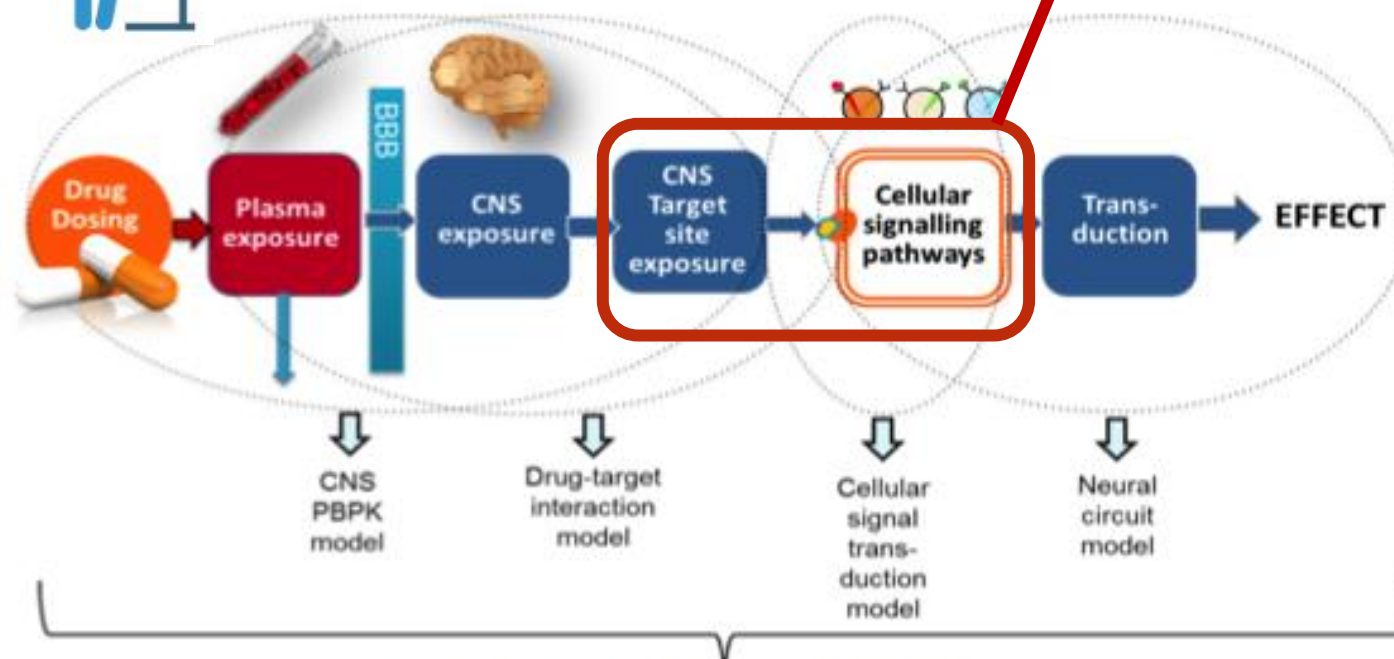 BBB
Drug
Dosing
Plasma
exposure
CNS
exposure
CNS
Target
site
exposure
Cellular
signalling
pathways
Trans-
duction
EFFECT
CNS
PBPK
model
Drug-target
interaction
model
Cellular
signal
trans-
duction
model
Neural
circuit
model